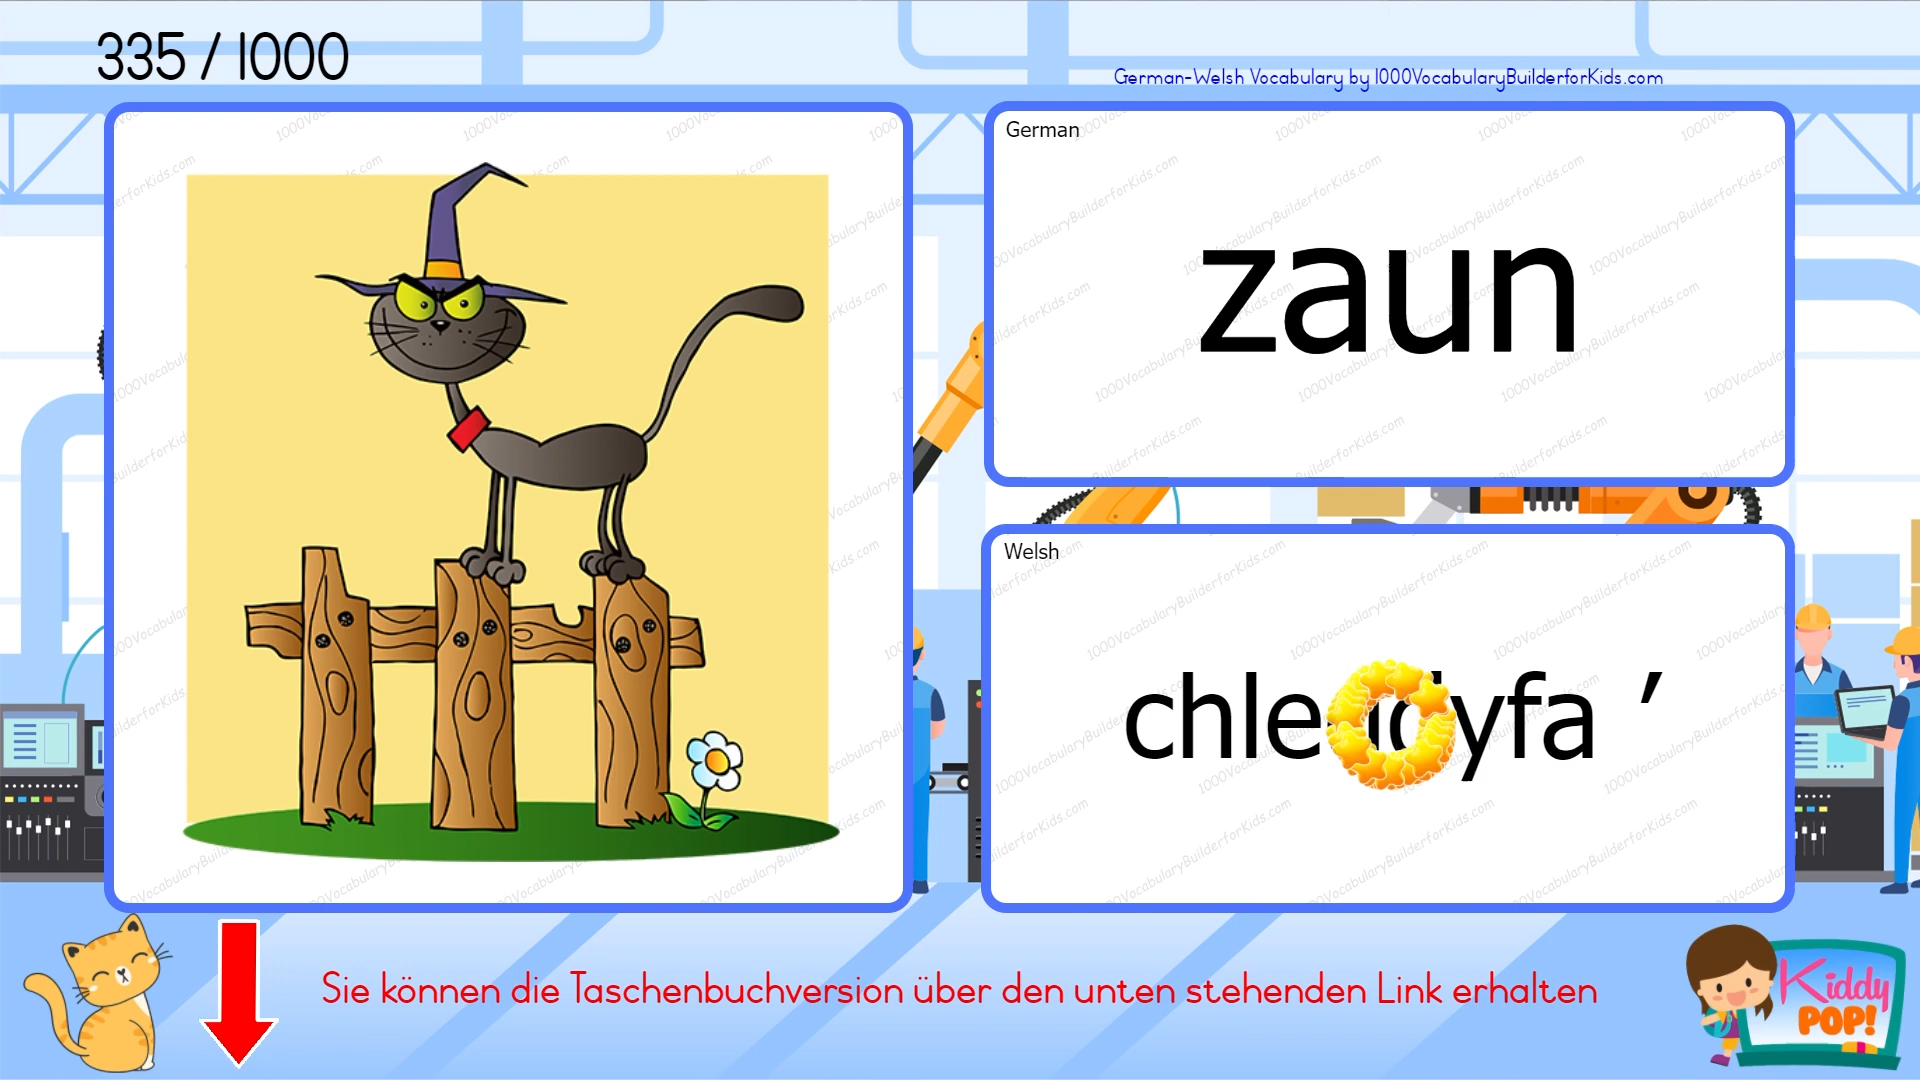 335 / 1000
German-Welsh Vocabulary by 1000VocabularyBuilderforKids.com
German
zaun
Welsh
Sie können die Taschenbuchversion über den unten stehenden Link erhalten
Kiddy
POP!